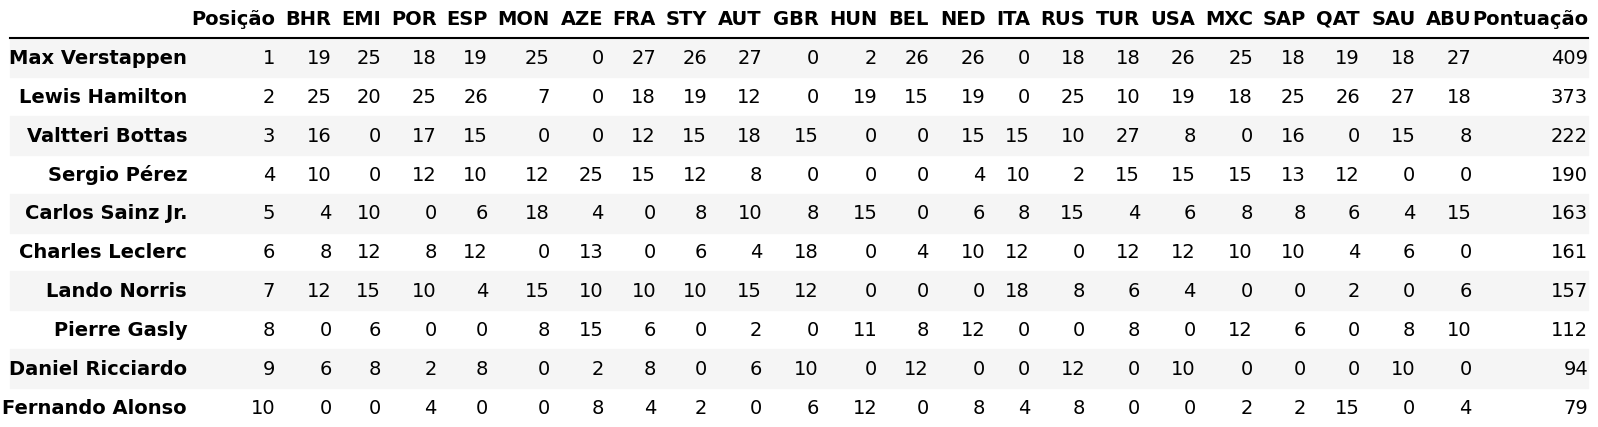 Posição BHR EMI POR ESP MON AZE FRA STY AUT GBR HUN BEL NED ITA RUS TUR USA MXC SAP QAT SAU ABU Pontuação
Max Verstappen 1 19 25 18 19 25 0 27 26 27 0 2 26 26 0 18 18 26 25 18 19 18 27 409
Lewis Hamilton 2 25 20 25 26 7 0 18 19 12 0 19 15 19 0 25 10 19 18 25 26 27 18 373
Valtteri Bottas 3 16 0 17 15 0 0 12 15 18 15 0 0 15 15 10 27 8 0 16 0 15 8 222
Sergio Pérez 4 10 0 12 10 12 25 15 12 8 0 0 0 4 10 2 15 15 15 13 12 0 0 190
Carlos Sainz Jr. 5 4 10 0 6 18 4 0 8 10 8 15 0 6 8 15 4 6 8 8 6 4 15 163
Charles Leclerc 6 8 12 8 12 0 13 0 6 4 18 0 4 10 12 0 12 12 10 10 4 6 0 161
Lando Norris 7 12 15 10 4 15 10 10 10 15 12 0 0 0 18 8 6 4 0 0 2 0 6 157
Pierre Gasly 8 0 6 0 0 8 15 6 0 2 0 11 8 12 0 0 8 0 12 6 0 8 10 112
Daniel Ricciardo 9 6 8 2 8 0 2 8 0 6 10 0 12 0 0 12 0 10 0 0 0 10 0 94
Fernando Alonso 10 0 0 4 0 0 8 4 2 0 6 12 0 8 4 8 0 0 2 2 15 0 4 79